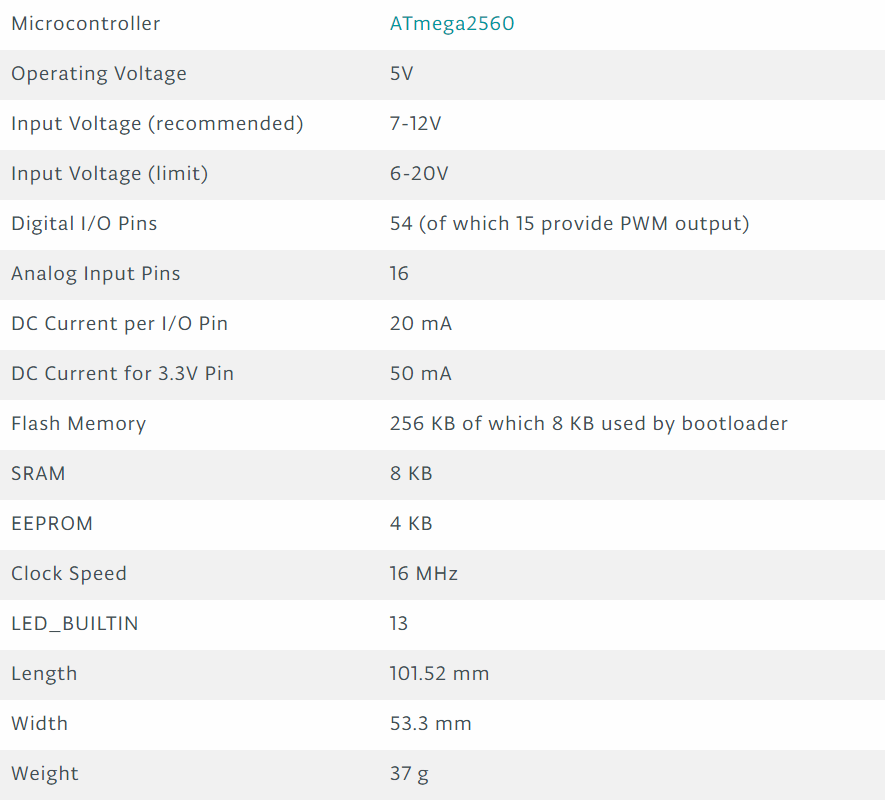 Microcontroller ATmega2560
Operating Voltage 5V
Input Voltage (recommended) 7-12V
Input Voltage (limit) 6-20V
Digital I/O Pins 54 (of which 15 provide PWM output)
Analog Input Pins 16
DC Current per I/O Pin 20 mA
DC Current for 3.3V Pin 50 mA
Flash Memory 256 KB of which 8 KB used by bootloader
SRAM 8 KB
EEPROM 4 KB
Clock Speed 16 MHz
LED_BUILTIN 13
Length 101.52 mm
Width 53.3 mm
Weight 37 g